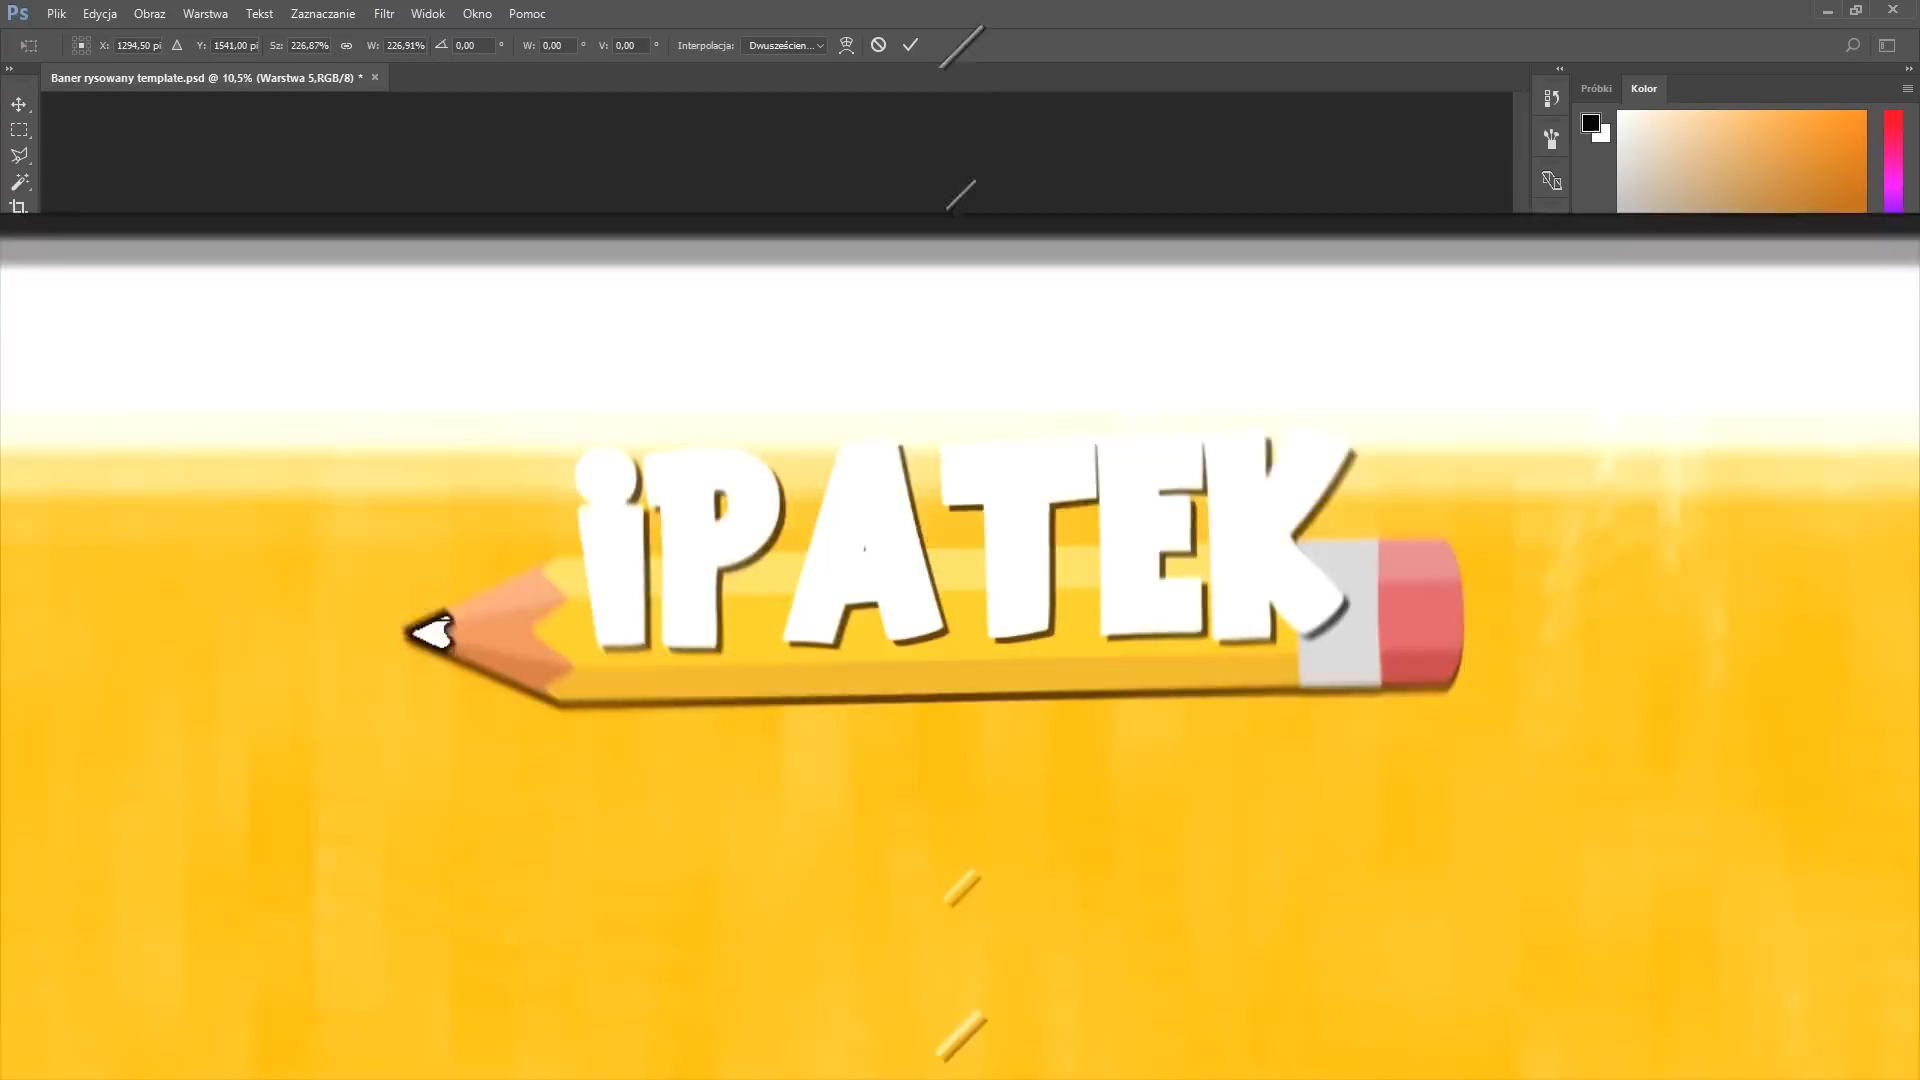 Ps Plik Edycja Obraz Warstwa Tekst Zaznaczanie Filtr Widok Okno Pomoc
X: 1294,50 pi Y: 1541,00 pi Sz: 226,87% W: 226,91% 0,00 ° W: 0,00 ° V: 0,00 ° Interpolacja: Dwusześcien...
Baner rysowany template.psd @ 10,5% (Warstwa 5,RGB/8) * ×
Próbki Kolor
iPATEK